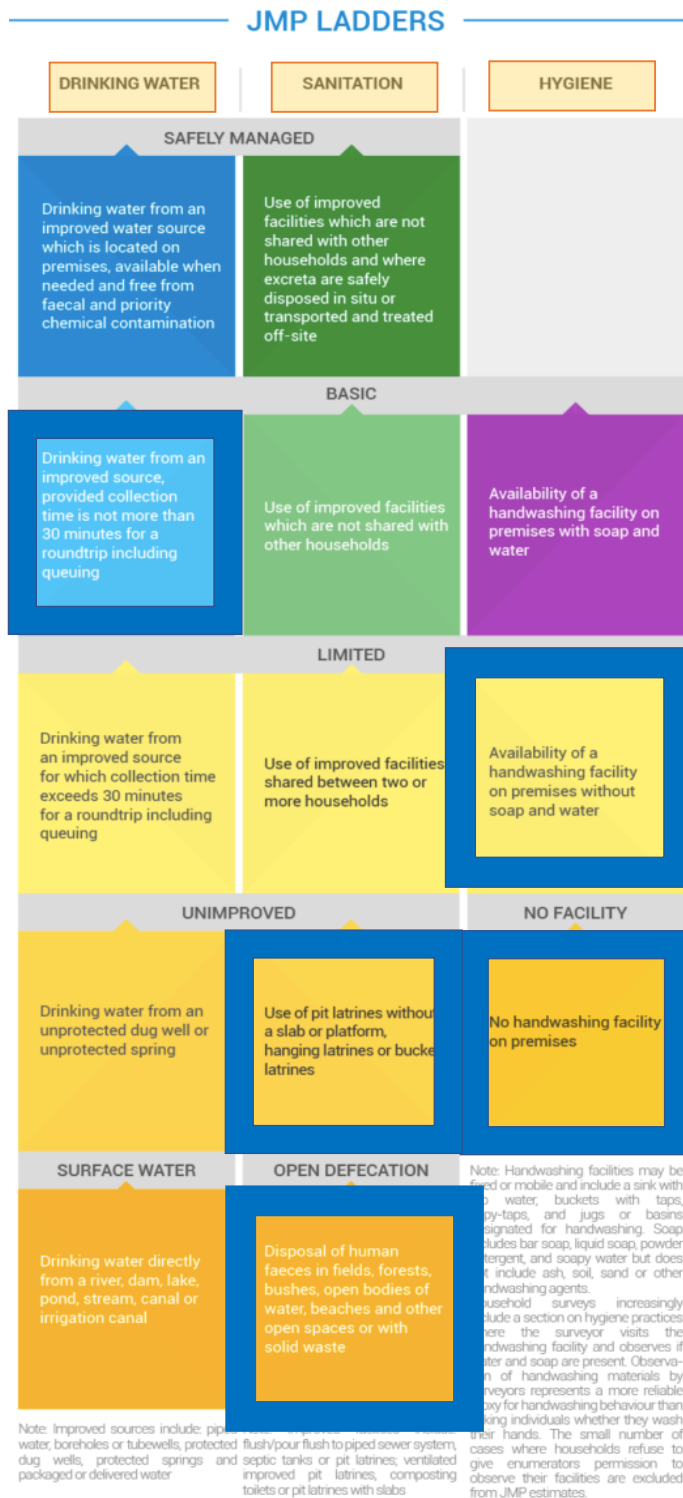 JMP LADDERS
DRINKING WATER
SANITATION
HYGIENE
SAFELY MANAGED
Drinking water from an
improved water source
which is located on
premises, available when
needed and free from
faecal and priority
chemical contamination
Use of improved
facilities which are not
shared with other
households and where
excreta are safely
disposed in situ or
transported and treated
off-site
BASIC
Drinking water from an
improved source,
provided collection
time is not more than
30 minutes for a
roundtrip including
queuing
Use of improved facilities
which are not shared with
other households
Availability of a
handwashing facility on
premises with soap and
water
LIMITED
Drinking water from
an improved source
for which collection time
exceeds 30 minutes
for a roundtrip including
queuing
Use of improved facilities
shared between two or
more households
Availability of a
handwashing facility
on premises without
soap and water
UNIMPROVED
NO FACILITY
Drinking water from an
unprotected dug well or
unprotected spring
Use of pit latrines without
a slab or platform,
hanging latrines or bucke
latrines
No handwashing facility
on premises
SURFACE WATER
OPEN DEFECATION
Drinking water directly
from a river, dam, lake,
pond, stream, canal or
irrigation canal
Disposal of human
faeces in fields, forests,
bushes, open bodies of
water, beaches and other
open spaces or with
solid waste
Note: Handwashing facilities may be
or mobile and include a sink with
water, buckets with taps,
and jugs or basins
for handwashing. Soap
bar soap, liquid soap, powder
and soapy water but does
include ash, soil, sand or other
agents.
surveys increasingly
a section on hygiene practices
the surveyor visits the
facility and observes if
and soap are present. Observa-
of handwashing materials by
represents a more reliable
for handwashing behaviour than
individuals whether they wash
their hands. The small number of
cases where households refuse to
give enumerators permission to
observe their facilities are excluded
from JMP estimates.
Note: Improved sources include: piped
water, boreholes or tubewells, protected
dug wells, protected springs and
packaged or delivered water
flush/pour flush to piped sewer system,
septic tanks or pit latrines; ventilated
improved pit latrines, composting
toilets or pit latrines with slabs